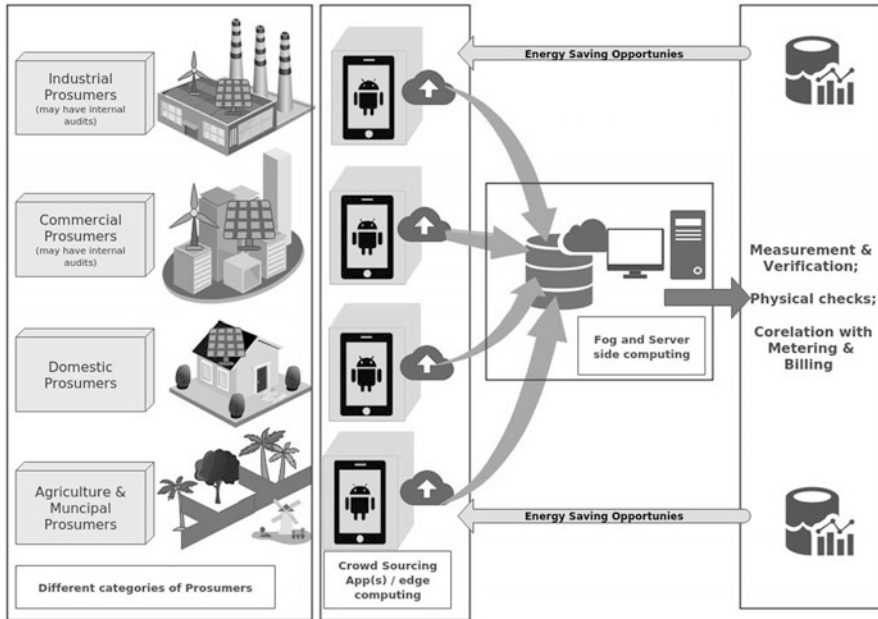 Industrial
Prosumers
(may have internal
audits)
Commercial
Prosumers
(may have internal
audits)
Domestic
Prosumers
Agriculture &
Muncipal
Prosumers
Different categories of Prosumers
Crowd Sourcing
App(s) / edge
computing
Energy Saving Opportunies
Fog and Server
side computing
Energy Saving Opportunies
Measurement &
Verification;
Physical checks;
Corelation with
Metering &
Billing